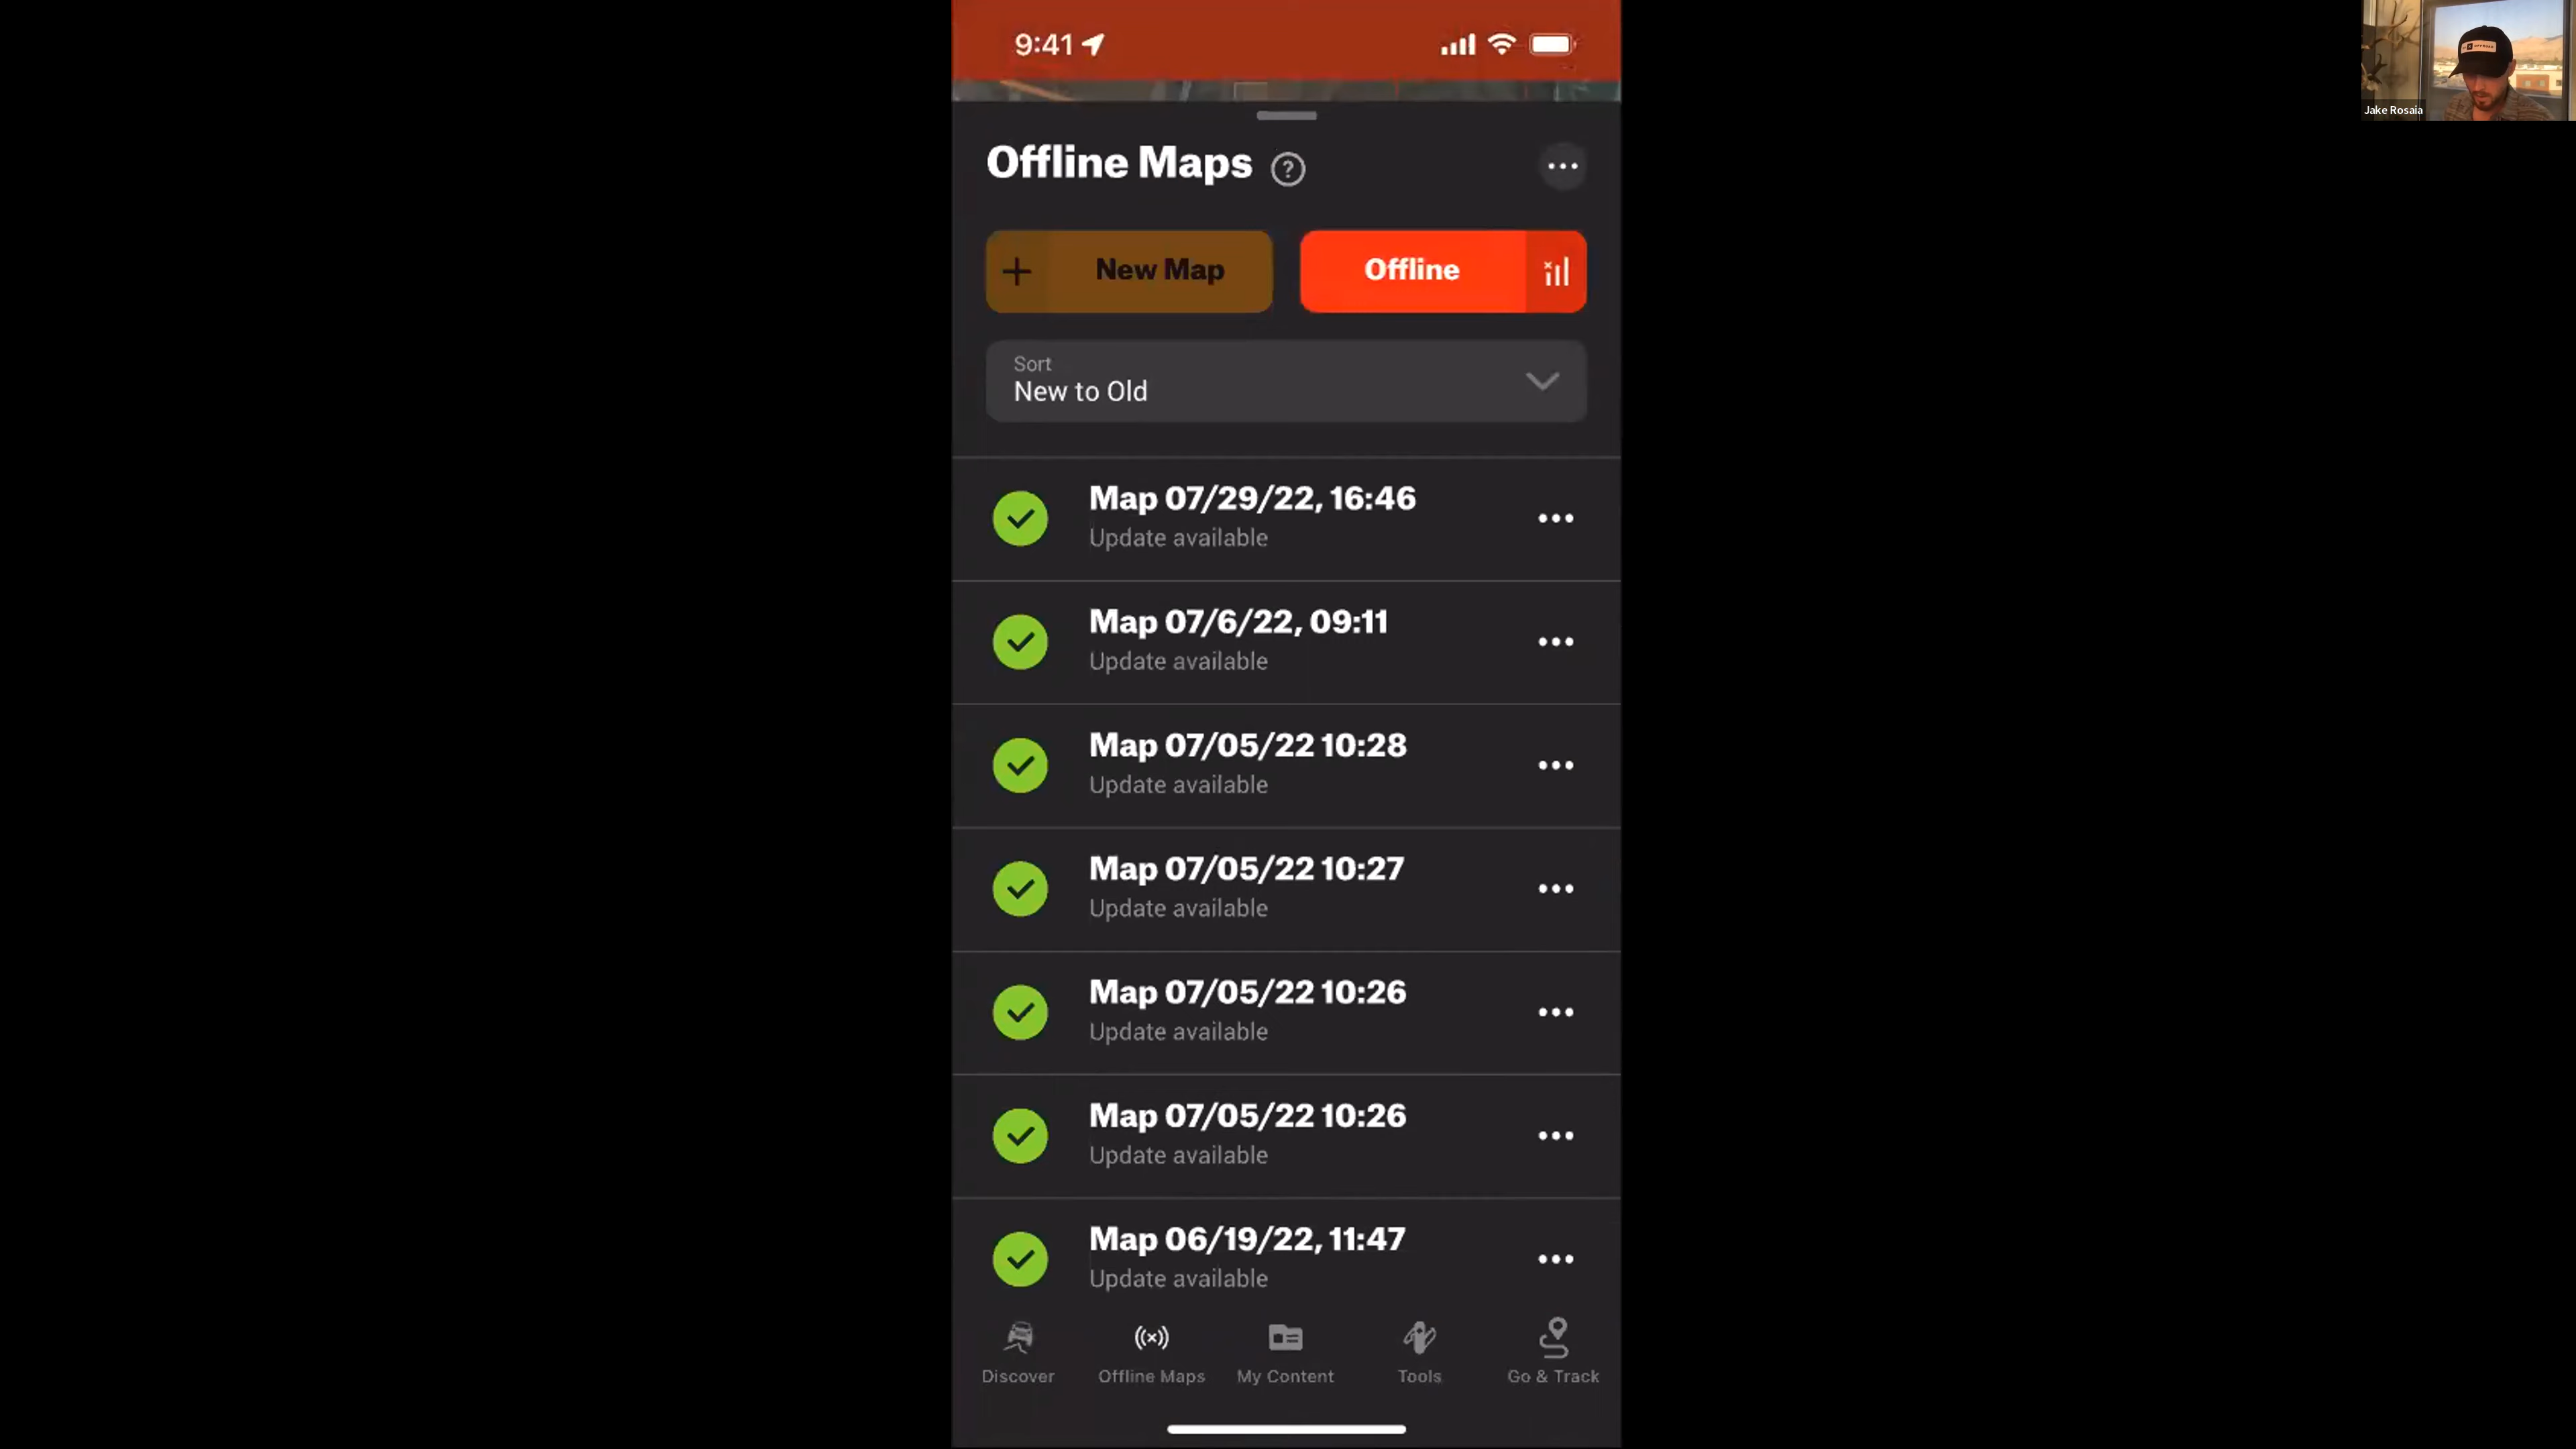 9:41
Jake Rosaia
Offline Maps ?
New Map
Offline
Sort
New to Old
Map 07/29/22, 16:46
Update available
Map 07/6/22, 09:11
Update available
Map 07/05/22 10:28
Update available
Map 07/05/22 10:27
Update available
Map 07/05/22 10:26
Update available
Map 07/05/22 10:26
Update available
Map 06/19/22, 11:47
Update available
Discover
Offline Maps
My Content
Tools
Go & Track